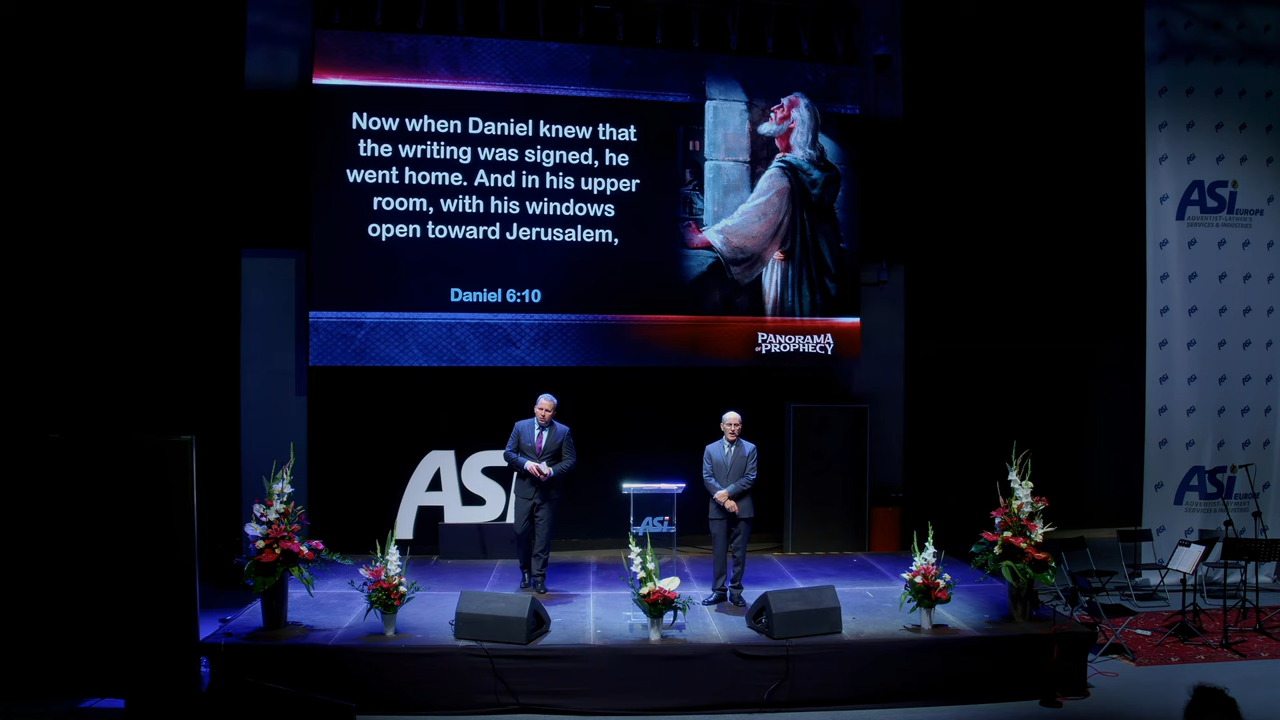 Now when Daniel knew that
the writing was signed, he
went home. And in his upper
room, with his windows
open toward Jerusalem,
Daniel 6:10
PANORAMA
OF PROPHECY
ASi
ASi
ASi EUROPE
ADVENTIST-LAYMEN'S
SERVICES & INDUSTRIES
ASi EUROPE
ADVENTIST-LAYMEN'S
SERVICES & INDUSTRIES